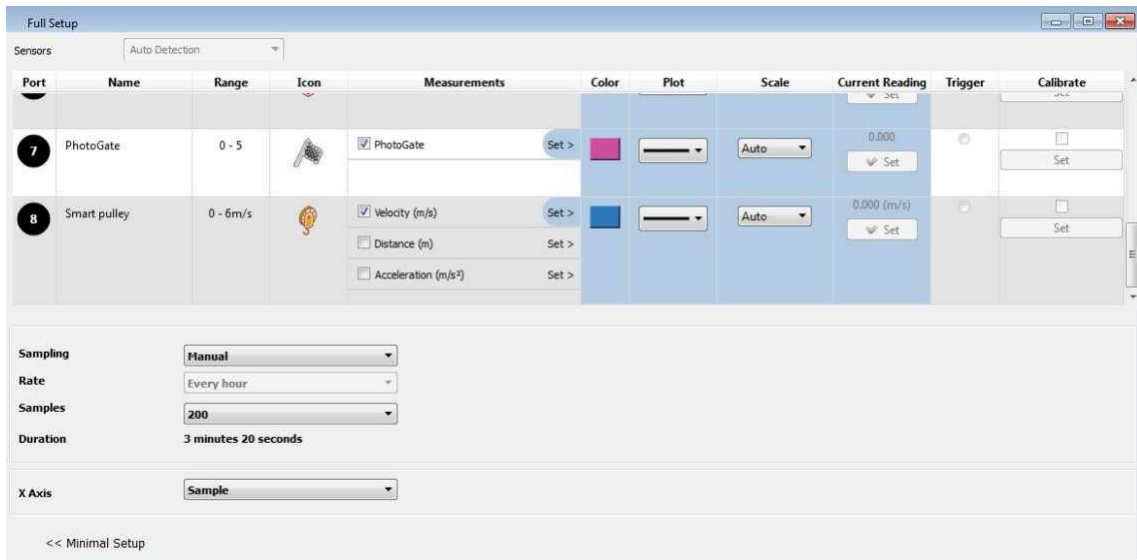 Full Setup
Sensors Auto Detection
Port Name Range Icon Measurements Color Plot Scale Current Reading Trigger Calibrate
Set
7 PhotoGate 0 - 5 PhotoGate Set > Auto 0.000
Set Set
8 Smart pulley 0 - 6m/s Velocity (m/s) Set > Auto 0.000 (m/s)
Set Set
Distance (m) Set >
Acceleration (m/s²) Set >
Sampling Manual
Rate Every hour
Samples 200
Duration 3 minutes 20 seconds
X Axis Sample
<< Minimal Setup